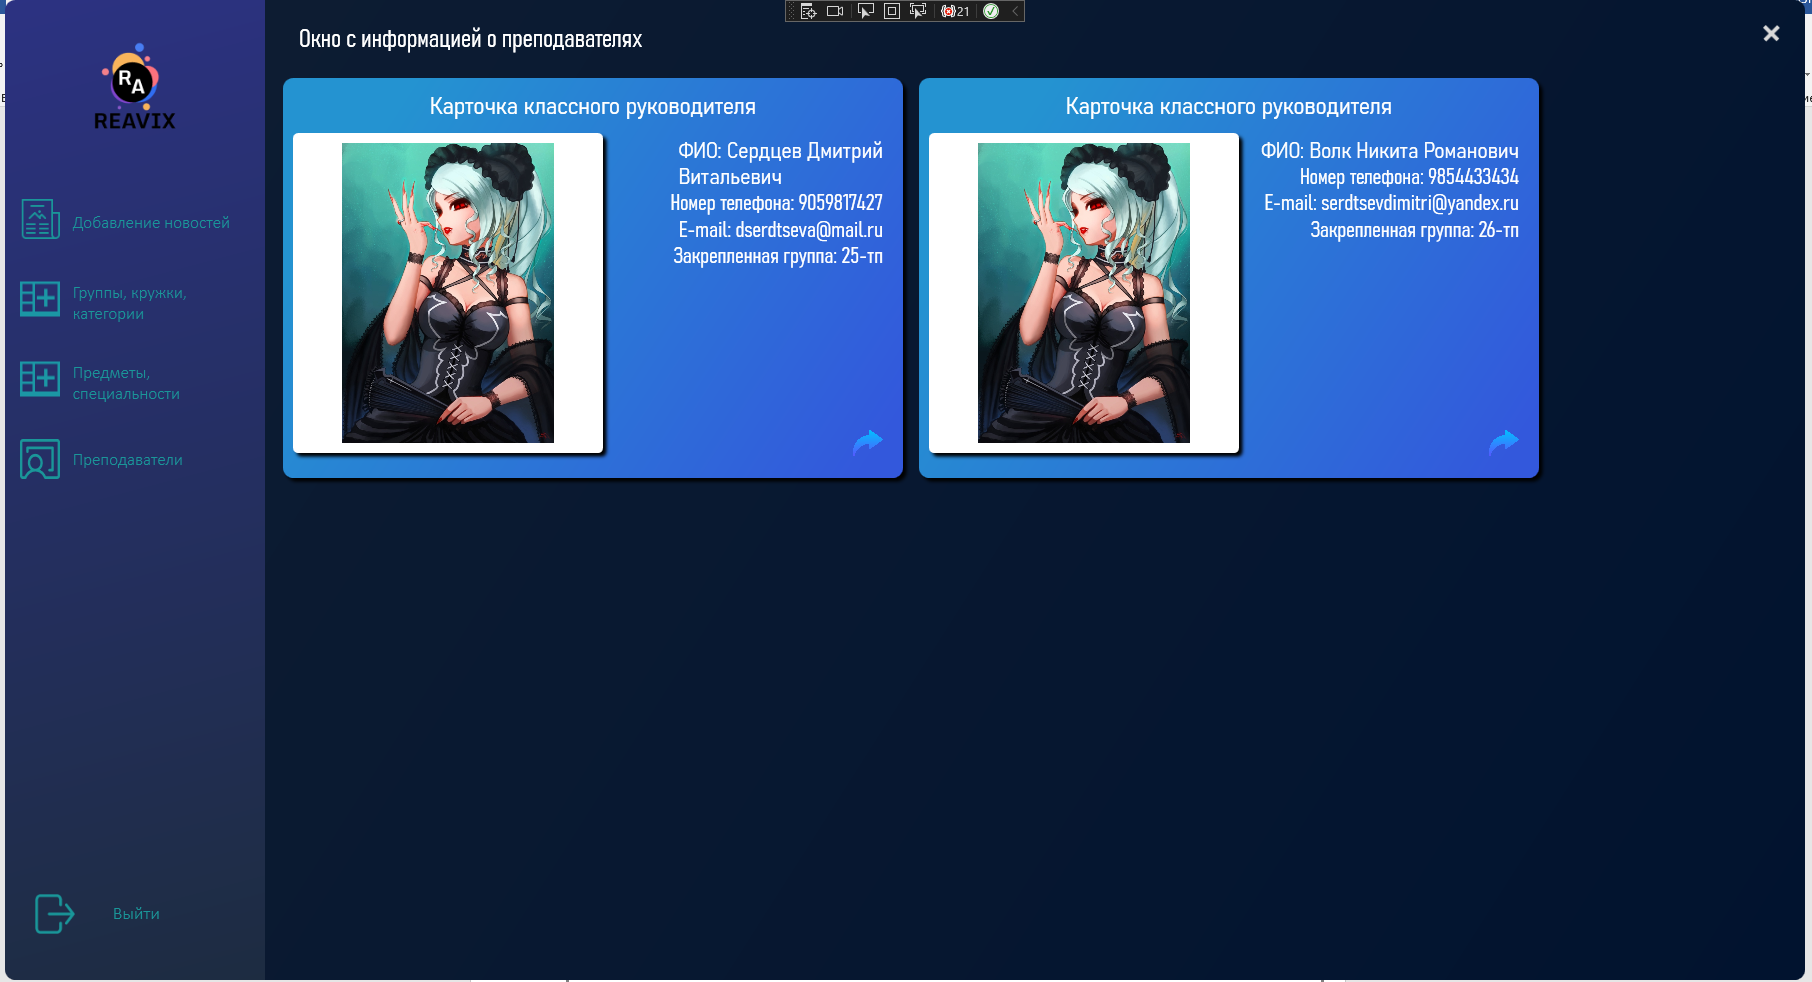 21
Окно с информацией о преподавателях
RA
REAVIX
Добавление новостей
Группы, кружки,
категории
Предметы,
специальности
Преподаватели
Выйти
Карточка классного руководителя
ФИО: Сердцев Дмитрий
Витальевич
Номер телефона: 9059817427
E-mail: dserdtseva@mail.ru
Закрепленная группа: 25-тп
Карточка классного руководителя
ФИО: Волк Никита Романович
Номер телефона: 9854433434
E-mail: serdtsevdimitri@yandex.ru
Закрепленная группа: 26-тп